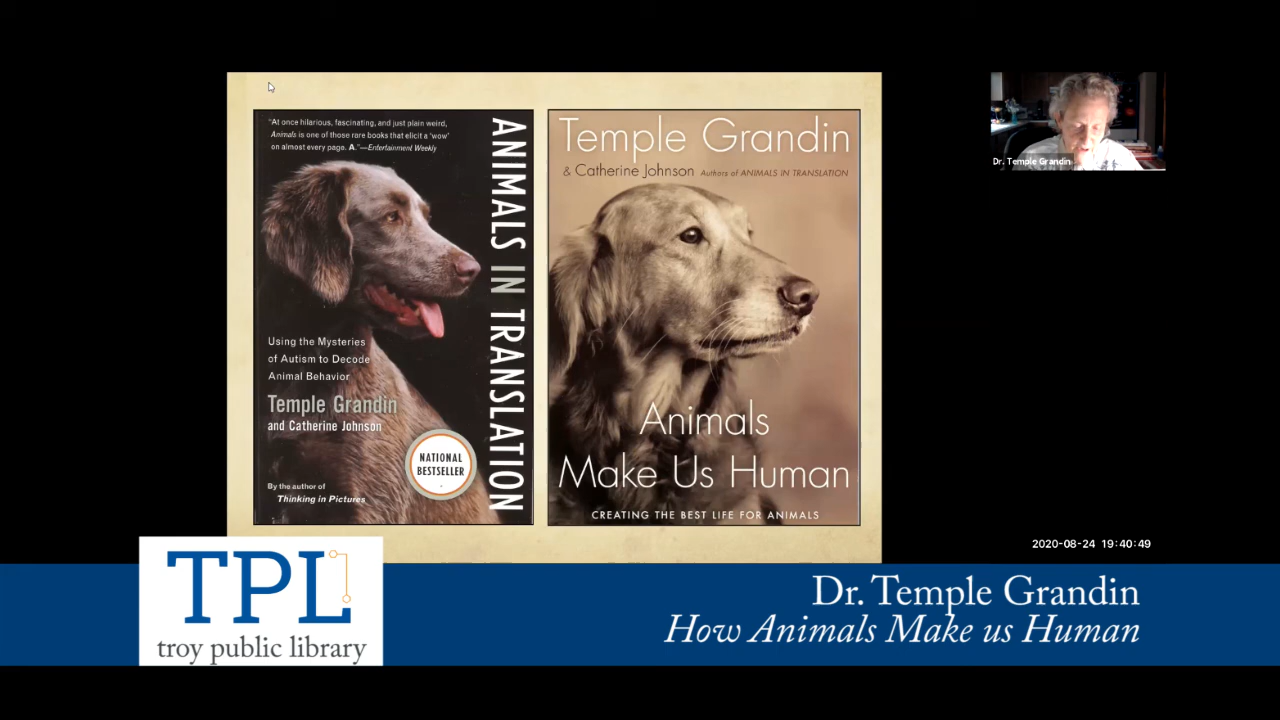 "At once hilarious, fascinating, and just plain weird,
Animals is one of those rare books that elicit a 'wow'
on almost every page. A."—Entertainment Weekly
ANIMALS IN TRANSLATION
Using the Mysteries
of Autism to Decode
Animal Behavior
Temple Grandin
and Catherine Johnson
NATIONAL
BESTSELLER
By the author of
Thinking in Pictures
Temple Grandin
& Catherine Johnson Authors of ANIMALS IN TRANSLATION
Animals
Make Us Human
CREATING THE BEST LIFE FOR ANIMALS
Dr. Temple Grandin
2020-08-24 19:40:49
TPL
troy public library
Dr. Temple Grandin
How Animals Make us Human